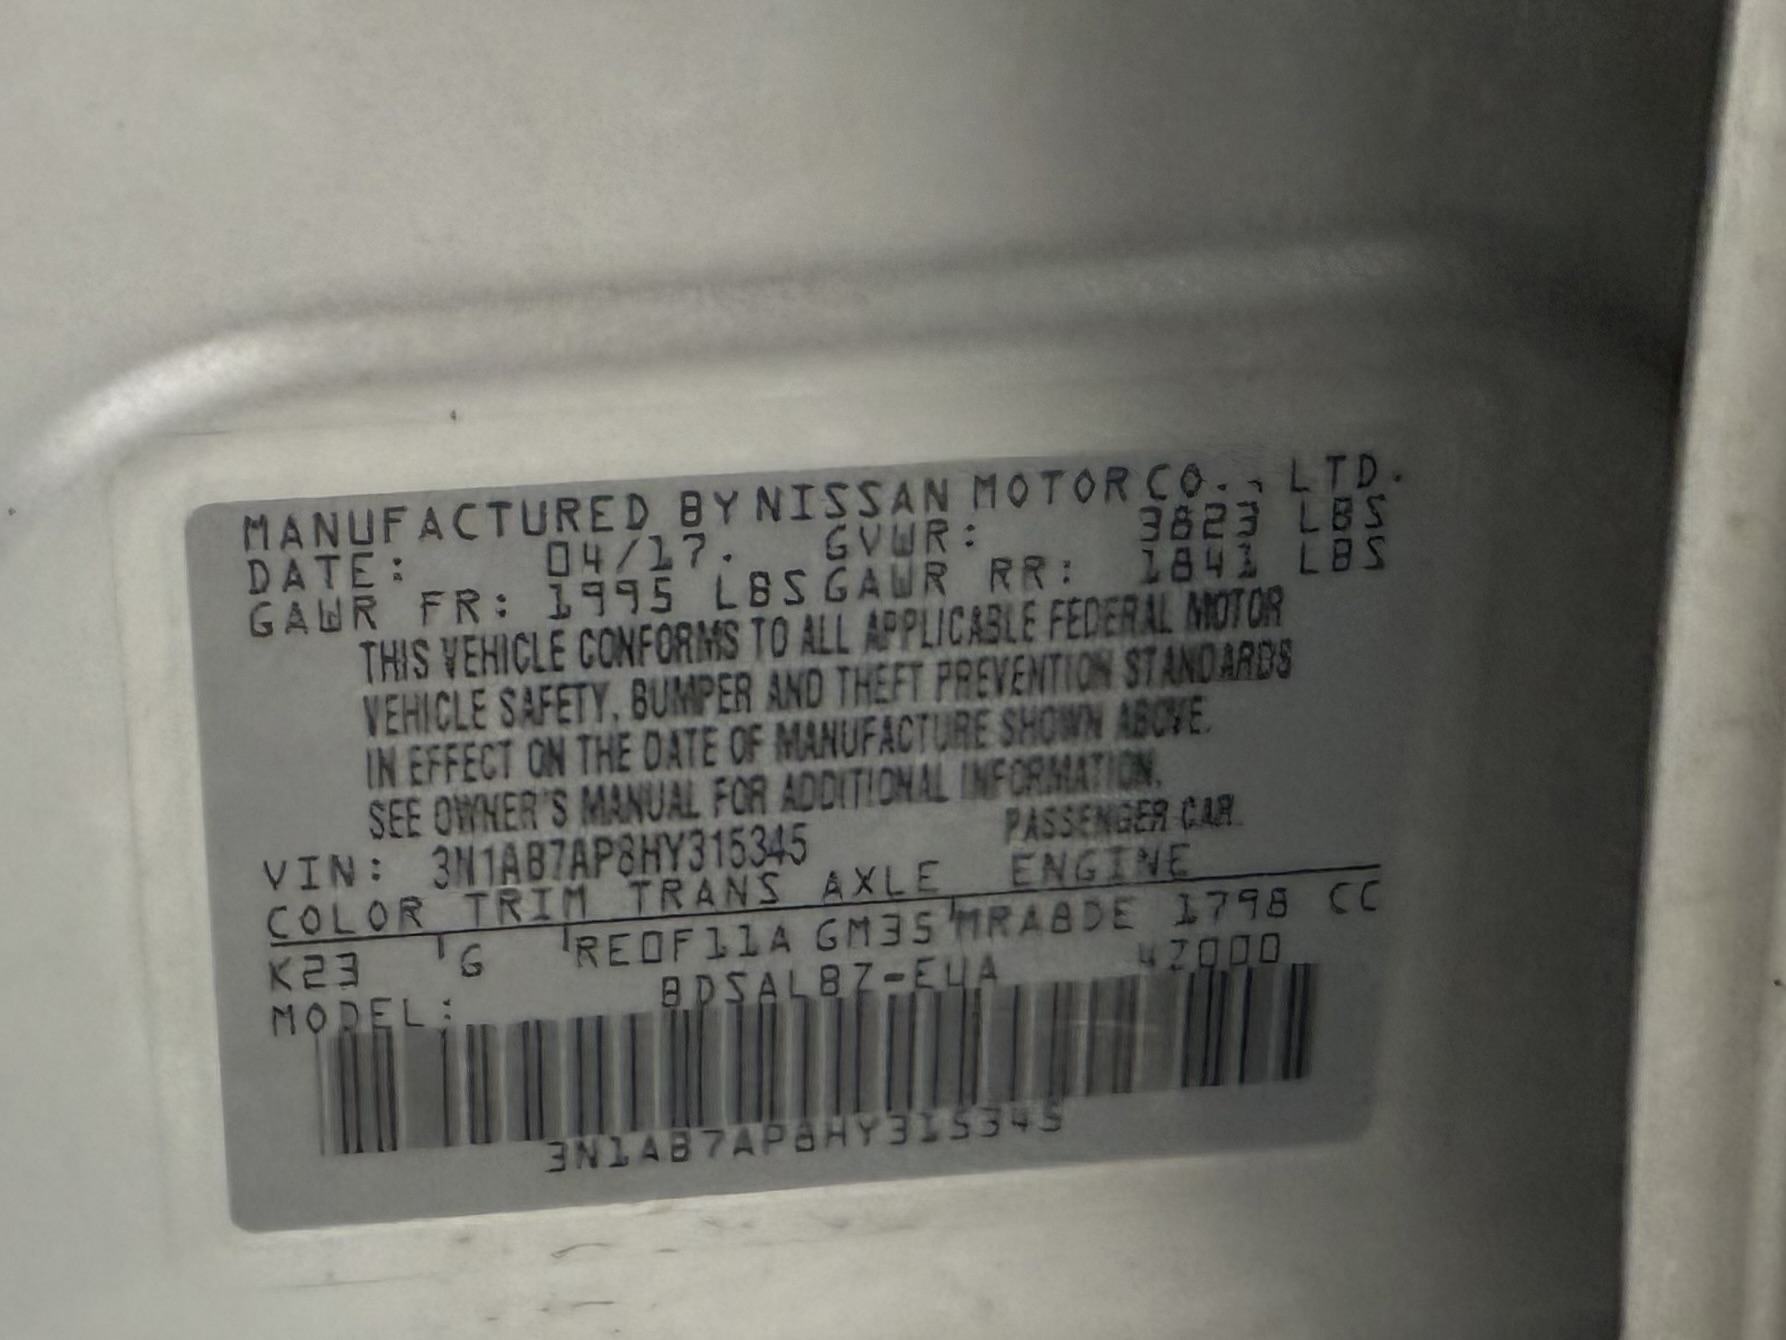 MANUFACTURED BY NISSAN MOTOR CO., LTD.
DATE: 04/17. GVWR: 3823 LBS
GAWR FR: 1995 LBS GAWR RR: 1841 LBS
THIS VEHICLE CONFORMS TO ALL APPLICABLE FEDERAL MOTOR
VEHICLE SAFETY, BUMPER AND THEFT PREVENTION STANDARDS
IN EFFECT ON THE DATE OF MANUFACTURE SHOWN ABOVE.
SEE OWNER'S MANUAL FOR ADDITIONAL INFORMATION.
VIN: 3N1AB7AP8HY315345 PASSENGER CAR
COLOR TRIM TRANS AXLE ENGINE
K23 G RE0F11A GM35 MRA8DE 1798 CC
MODEL: BDSALBZ-EUA
3N1AB7AP8HY315345